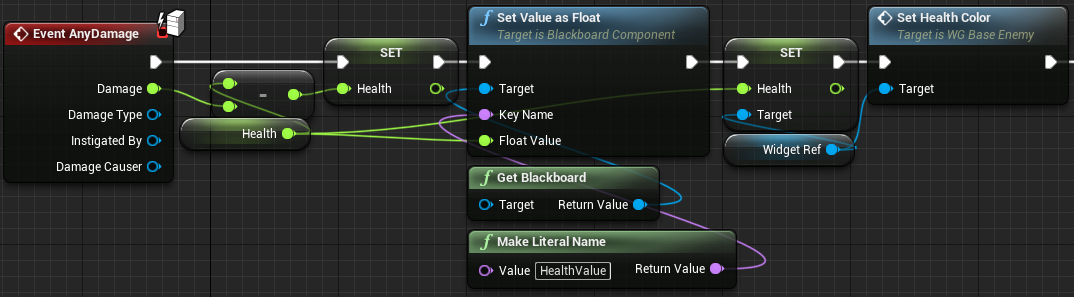 Event AnyDamage
Damage
Damage Type
Instigated By
Damage Causer
-
Health
SET
Health
Set Value as Float
Target is Blackboard Component
Target
Key Name
Float Value
Get Blackboard
Target Return Value
Make Literal Name
Value HealthValue Return Value
SET
Health
Target
Widget Ref
Set Health Color
Target is WG Base Enemy
Target